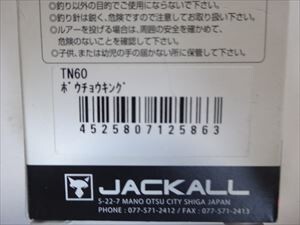 ◎釣り以外の目的でご使用にならないで下さい。
◎釣り針は鋭く、危険ですので注意してお取り扱い下さい。
◎ルアーを投げる場合は、周囲の安全を確かめて、
危険のないことを確認して下さい。
◎子供、または幼児の手の届かない所に保管して下さい。
TN60
ボウチョウキング
4525807125863
JACKALL
5-22-7 MANO OTSU CITY SHIGA JAPAN
PHONE : 077-571-2412 / FAX : 077-571-2413